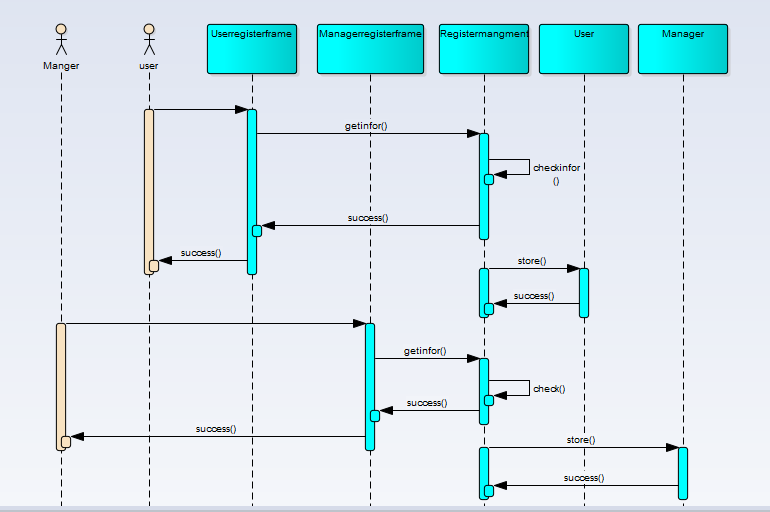 Userregisterframe
Managerregisterframe
Registermangment
User
Manager
Manger
user
getinfor()
checkinfor
()
success()
success()
store()
success()
getinfor()
check()
success()
success()
store()
success()